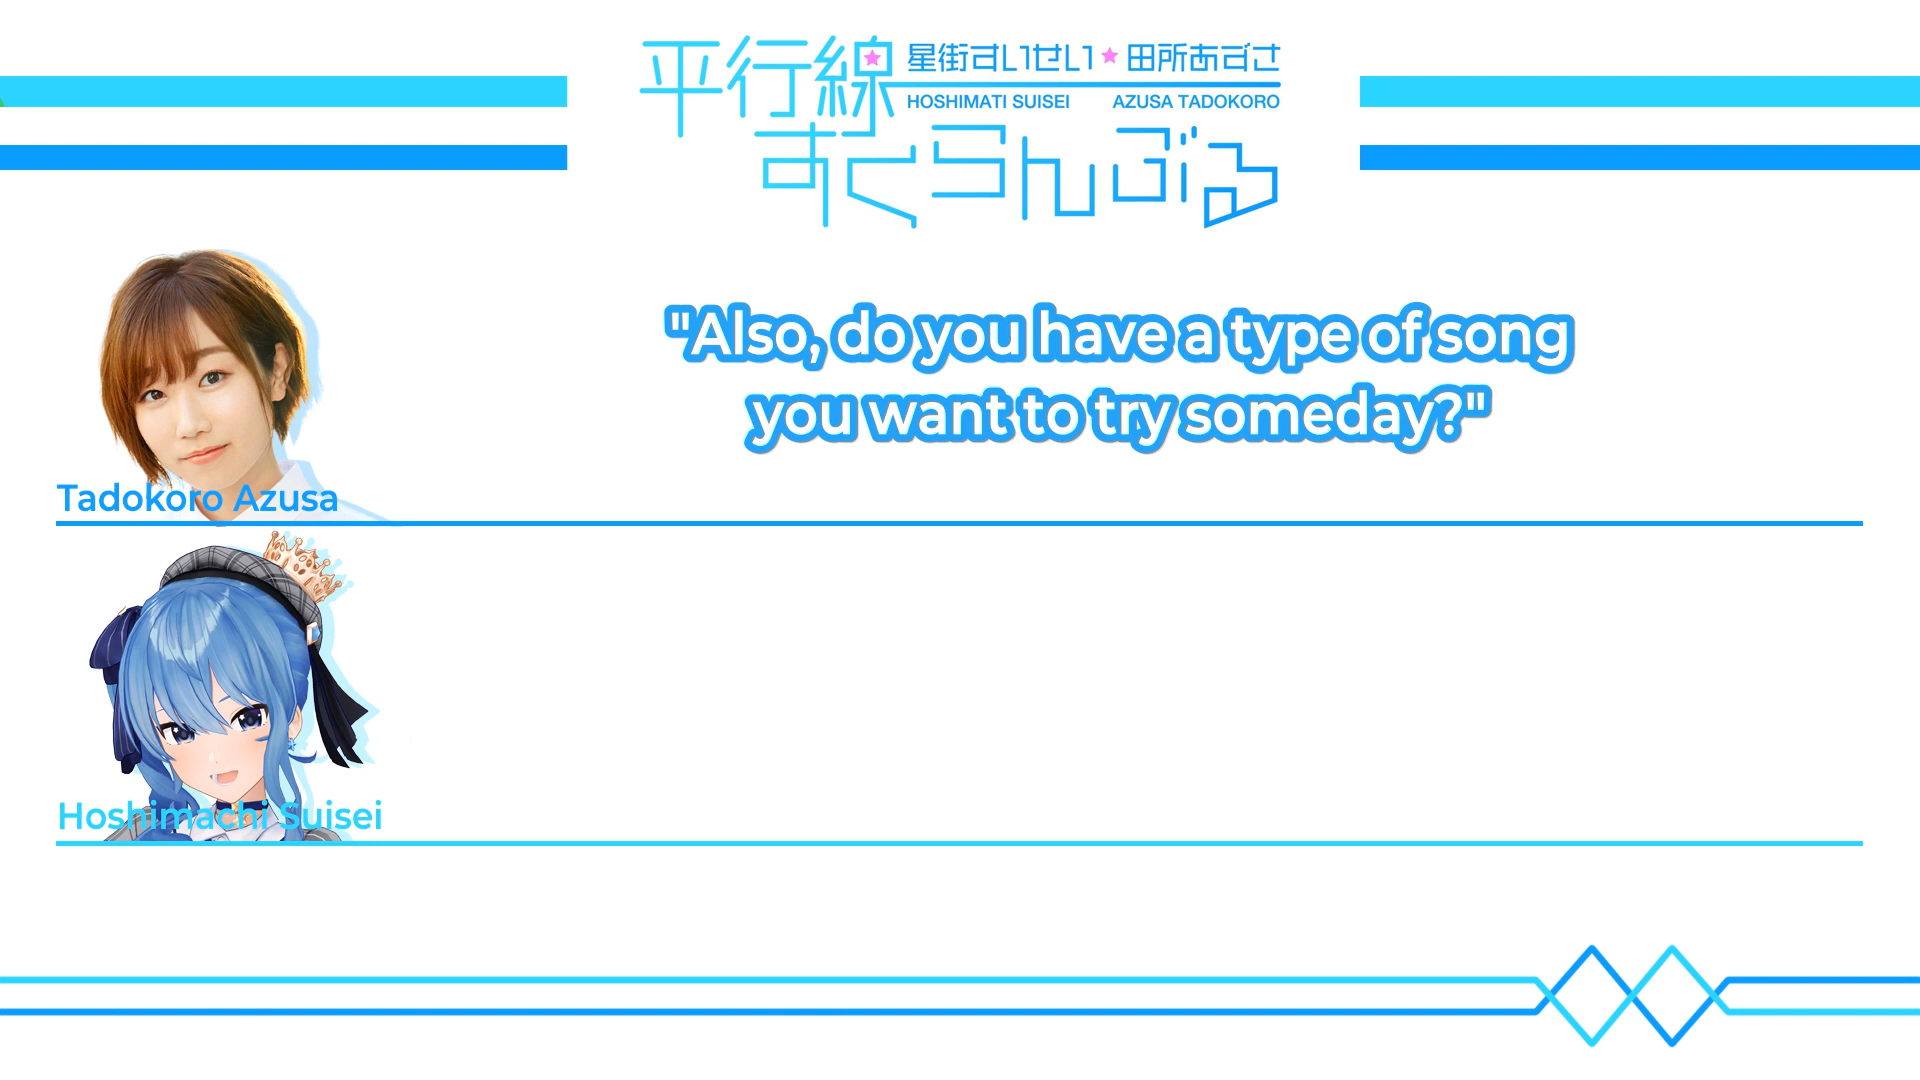 平行線
星街すいせい★田所あずさ
HOSHIMATI SUISEI AZUSA TADOKORO
すくらんぶる
"Also, do you have a type of song
you want to try someday?"
Tadokoro Azusa
Hoshimachi Suisei